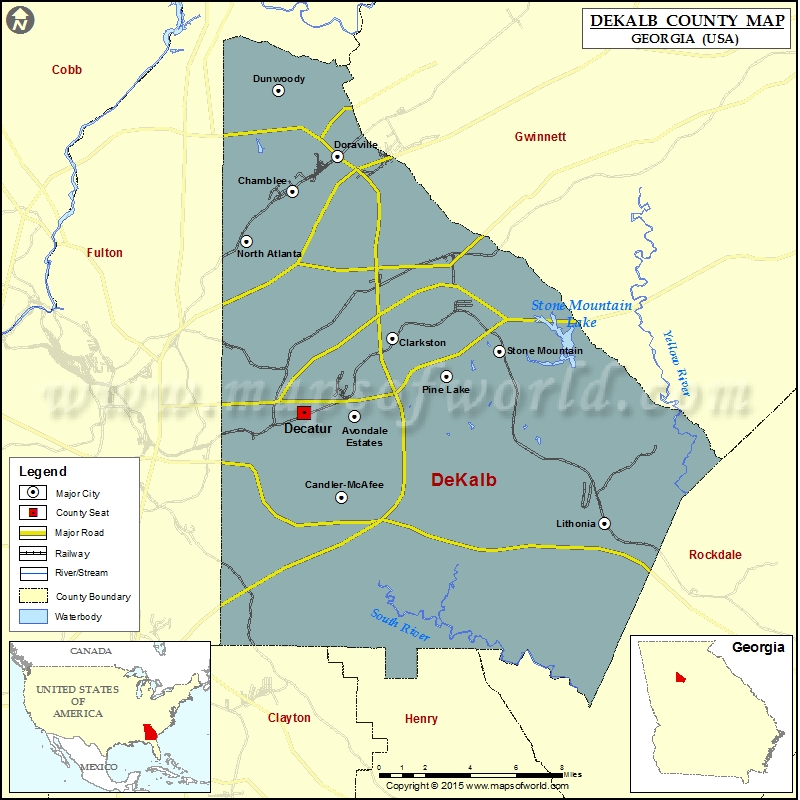 N
DEKALB COUNTY MAP
GEORGIA (USA)
Cobb
Dunwoody
Gwinnett
Doraville
Chamblee
Fulton
North Atlanta
Stone Mountain
Lake
Clarkston
Stone Mountain
Yellow River
Pine Lake
www.mapsofworld.com
Decatur
Avondale
Estates
DeKalb
Candler-McAfee
Lithonia
Rockdale
South River
Clayton
Henry
Legend
Major City
County Seat
Major Road
Railway
River/Stream
County Boundary
Waterbody
CANADA
UNITED STATES
OF
AMERICA
MEXICO
Georgia
0 1 2 4 6 8
Miles
Copyright © 2015 www.mapsofworld.com